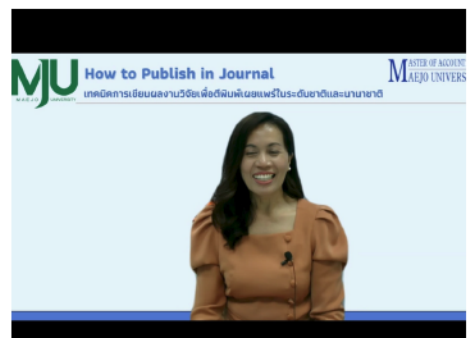 MJU
MAEJO UNIVERSITY
How to Publish in Journal
เทคนิคการเขียนผลงานวิจัยเพื่อตีพิมพ์เผยแพร่ในระดับชาติและนานาชาติ
MASTER OF ACCOUNT
MAEJO UNIVERS